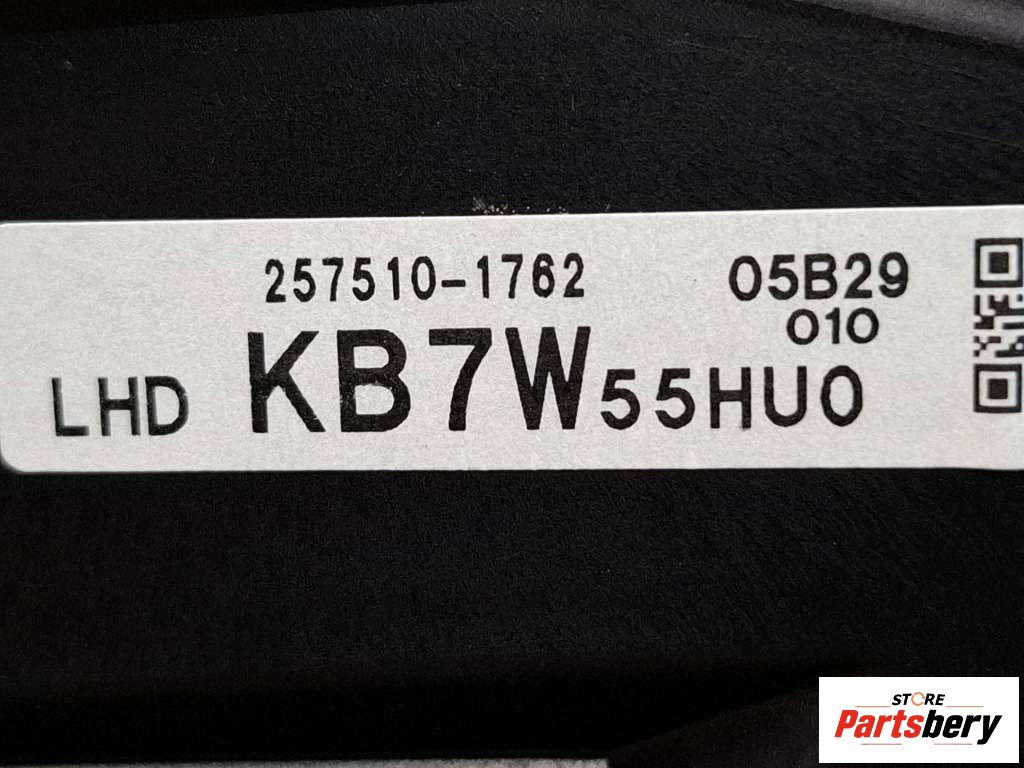 257510-1762
05B29
010
LHD KB7W55HU0
STORE
Partsbery